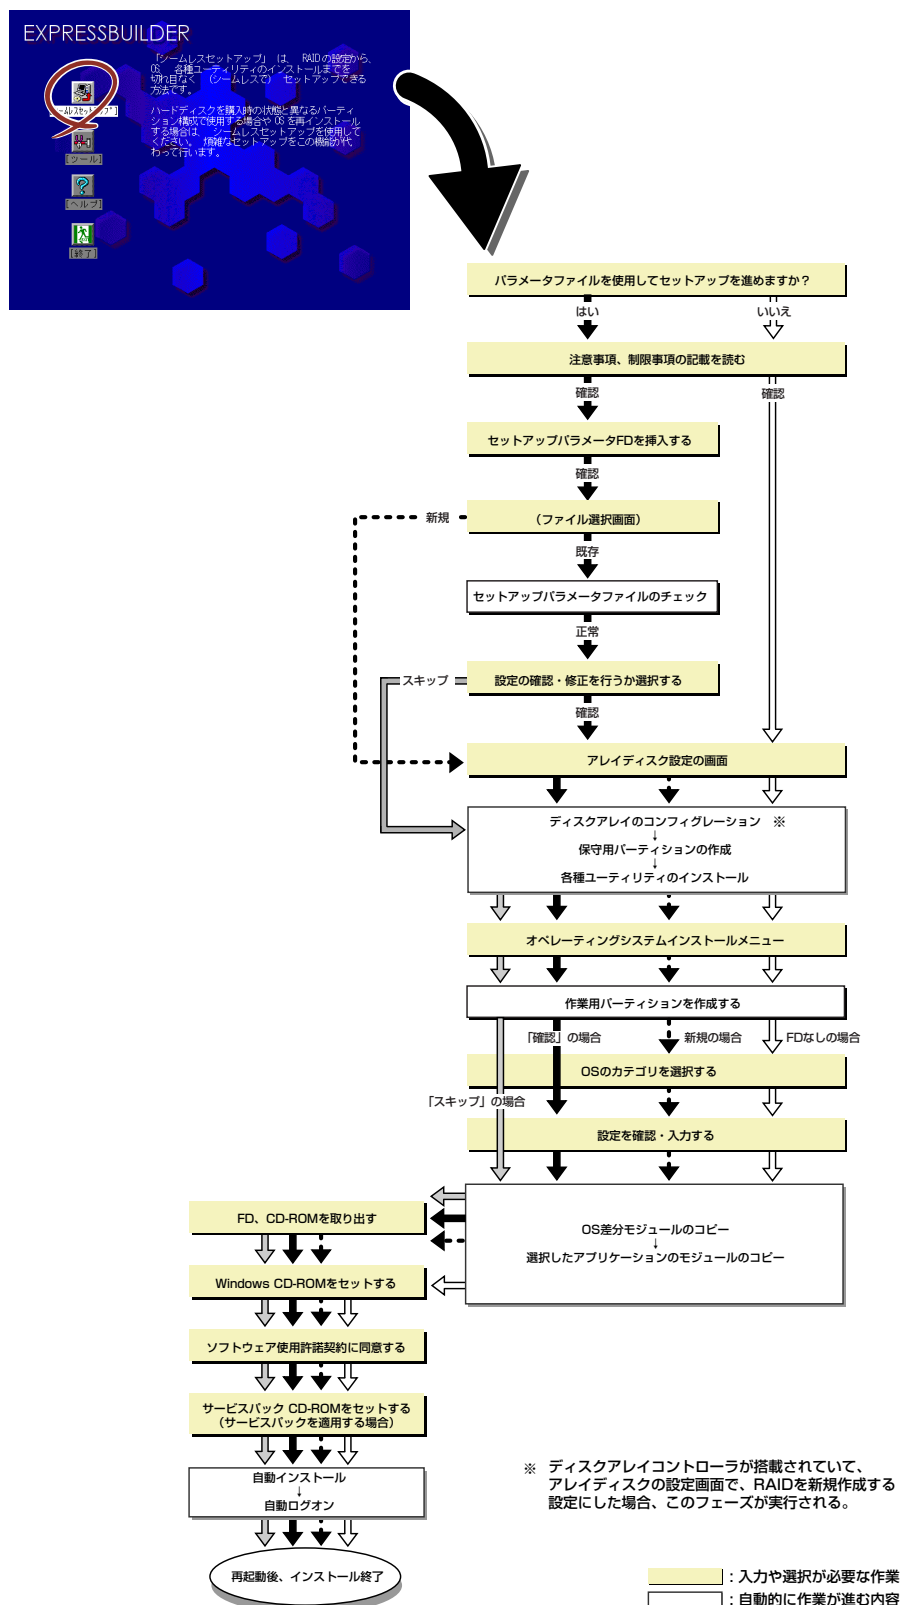 EXPRESSBUILDER
「シームレスセットアップ」 は、 RAIDの設定から、
OS、 各種ユーティリティのインストールまでを
切れ目なく （シームレスで） セットアップできる
方法です。
ハードディスクを購入時の状態と異なるパーティ
ション構成で使用する場合や OS を再インストール
する場合は、 シームレスセットアップを使用して
ください。 煩雑なセットアップをこの機能が代
わって行います。
[ツール]
[ヘルプ]
[終了]
パラメータファイルを使用してセットアップを進めますか？
はい
いいえ
注意事項、制限事項の記載を読む
確認
確認
セットアップパラメータFDを挿入する
確認
新規
（ファイル選択画面）
既存
セットアップパラメータファイルのチェック
正常
スキップ
設定の確認・修正を行うか選択する
確認
アレイディスク設定の画面
ディスクアレイのコンフィグレーション ※
↓
保守用パーティションの作成
↓
各種ユーティリティのインストール
オペレーティングシステムインストールメニュー
作業用パーティションを作成する
「確認」の場合
新規の場合
FDなしの場合
OSのカテゴリを選択する
「スキップ」の場合
設定を確認・入力する
OS差分モジュールのコピー
↓
選択したアプリケーションのモジュールのコピー
FD、CD-ROMを取り出す
Windows CD-ROMをセットする
ソフトウェア使用許諾契約に同意する
サービスパック CD-ROMをセットする
（サービスパックを適用する場合）
自動インストール
↓
自動ログオン
再起動後、インストール終了
※ ディスクアレイコントローラが搭載されていて、
アレイディスクの設定画面で、RAIDを新規作成する
設定にした場合、このフェーズが実行される。
：入力や選択が必要な作業
：自動的に作業が進む内容